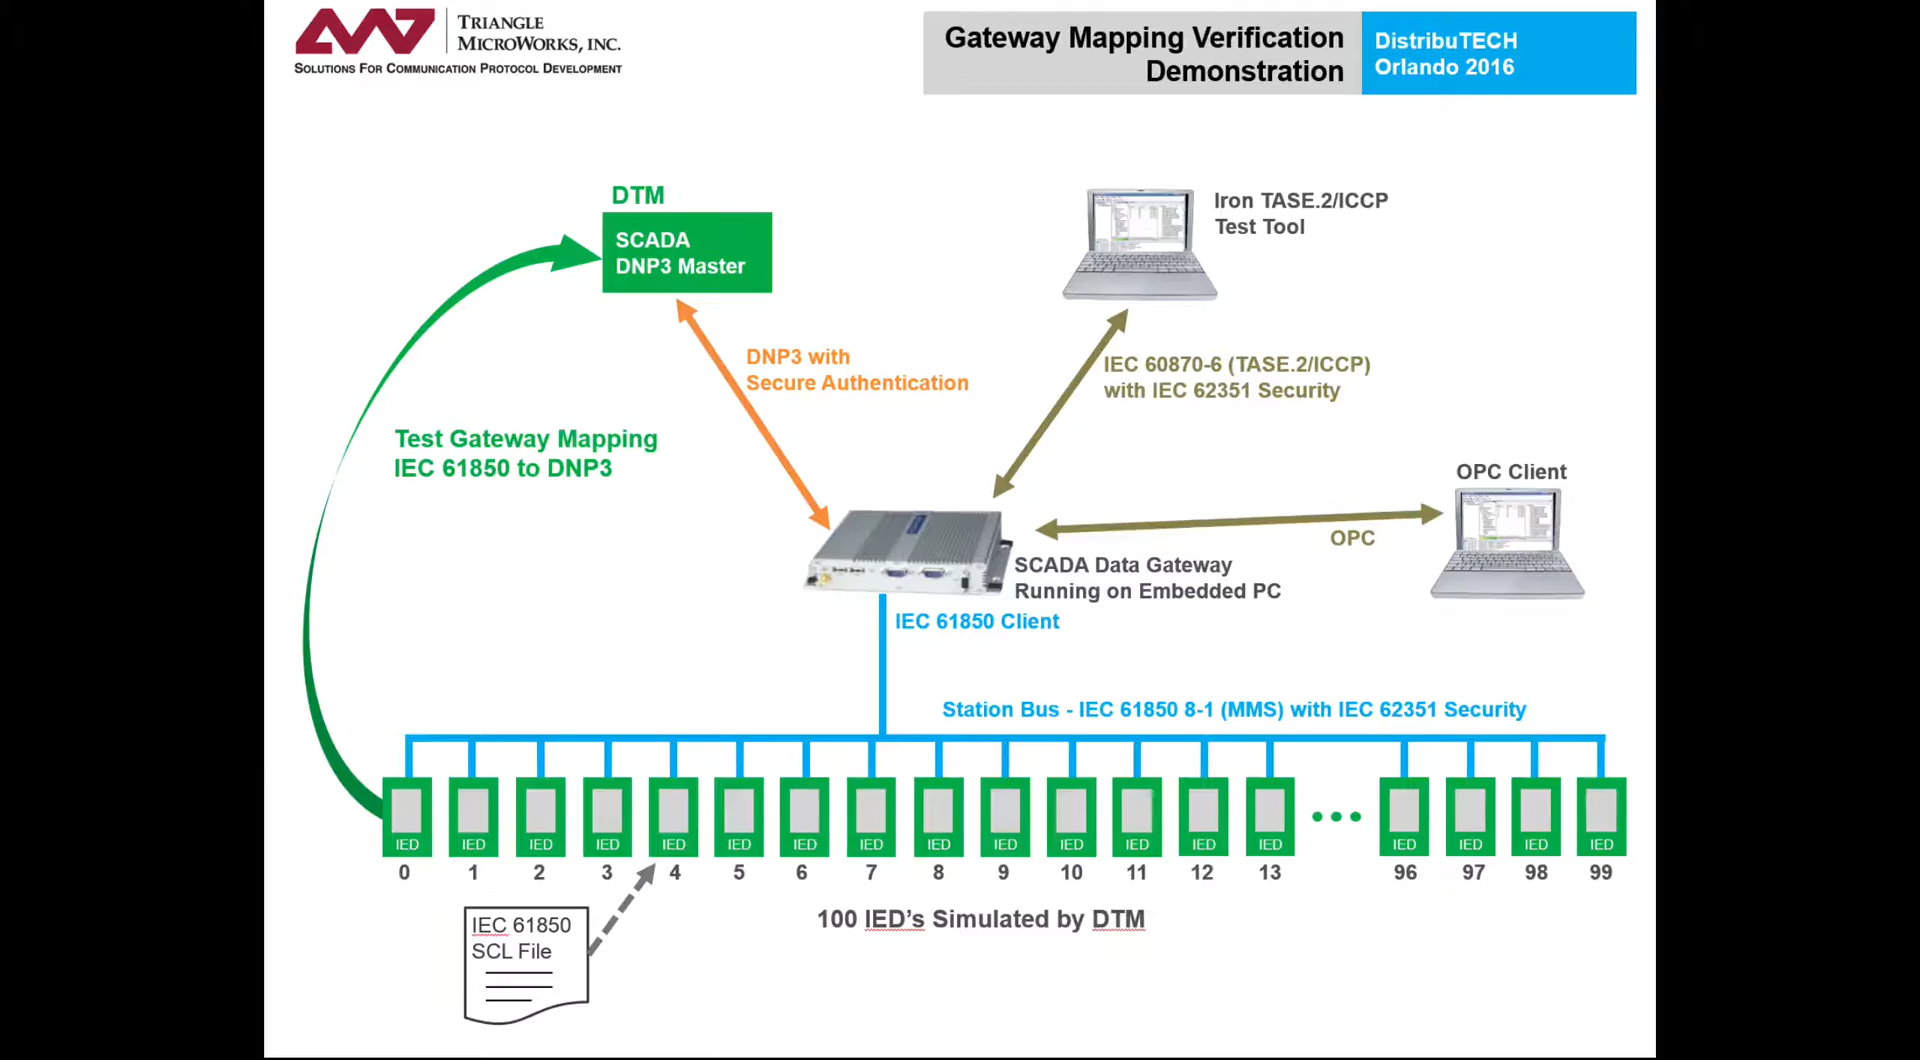 TRIANGLE
MICROWORKS, INC.
SOLUTIONS FOR COMMUNICATION PROTOCOL DEVELOPMENT
Gateway Mapping Verification
Demonstration
DistribuTECH
Orlando 2016
DTM
SCADA
DNP3 Master
Iron TASE.2/ICCP
Test Tool
DNP3 with
Secure Authentication
IEC 60870-6 (TASE.2/ICCP)
with IEC 62351 Security
Test Gateway Mapping
IEC 61850 to DNP3
OPC Client
OPC
SCADA Data Gateway
Running on Embedded PC
IEC 61850 Client
Station Bus - IEC 61850 8-1 (MMS) with IEC 62351 Security
IED IED IED IED IED IED IED IED IED IED IED IED IED IED IED IED IED IED
0 1 2 3 4 5 6 7 8 9 10 11 12 13 96 97 98 99
100 IED's Simulated by DTM
IEC 61850
SCL File